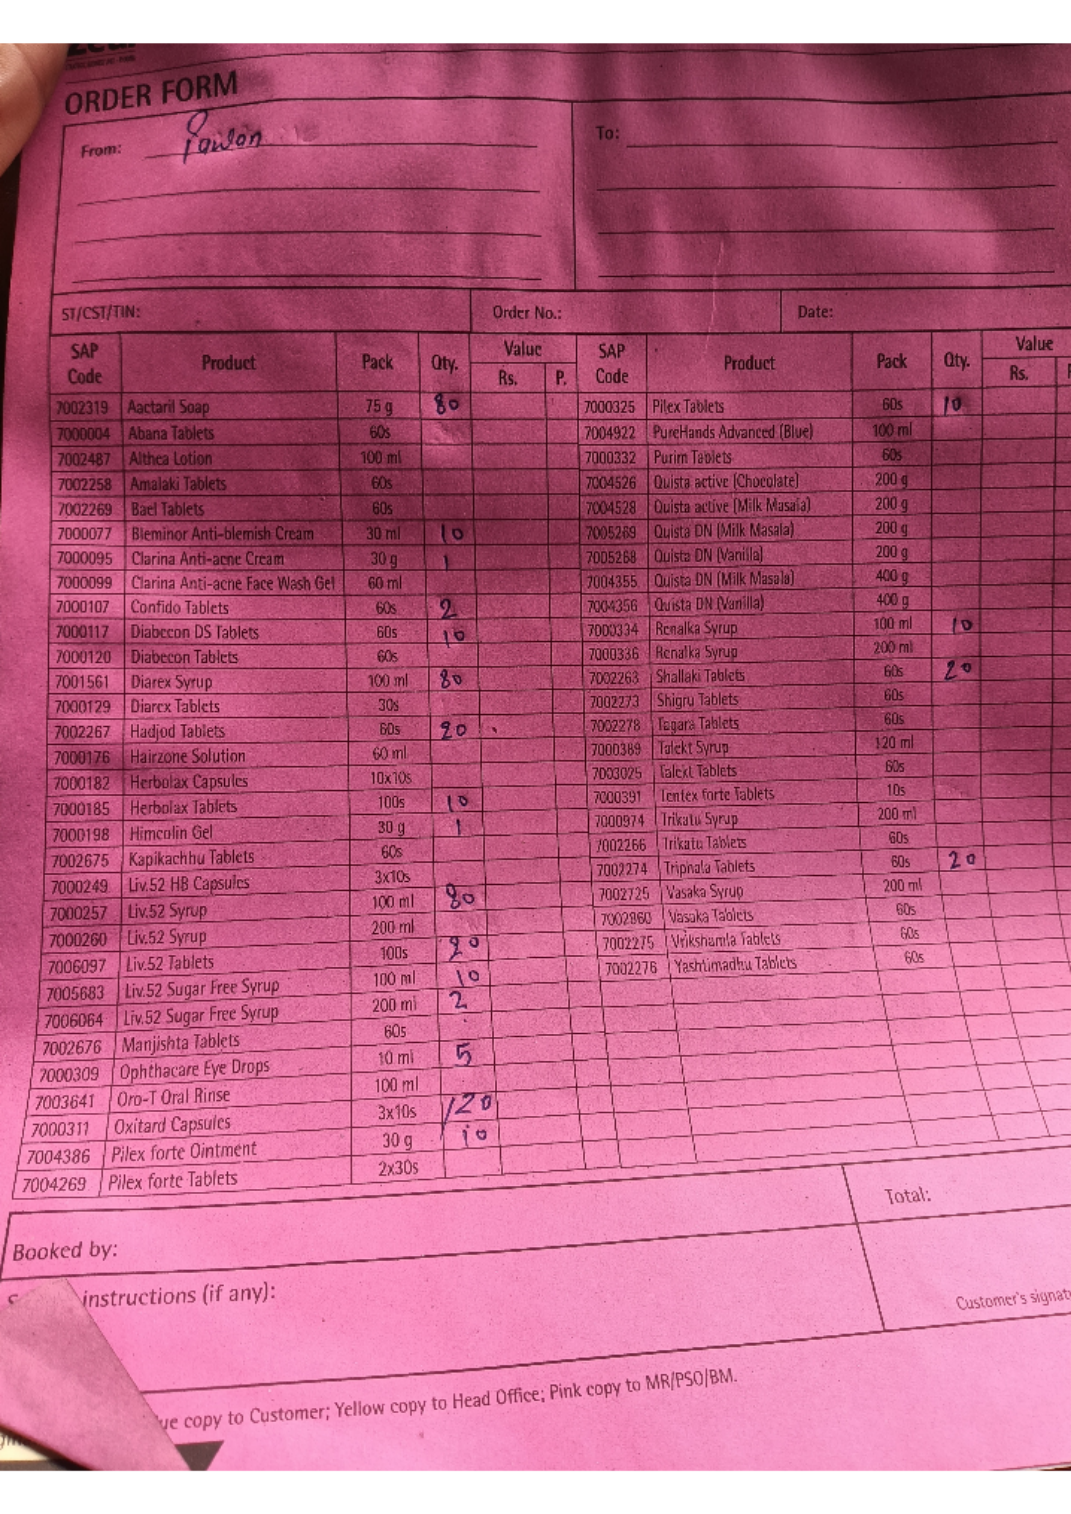 ORDER FORM
From: Pawan
To:
ST/CST/TIN: Order No.: Date:
SAP Code Product Pack Qty. Value Rs. P. SAP Code Product Pack Qty. Value Rs.
7002319 Aactaril Soap 75 g 80 7000325 Pilex Tablets 60s 10
7000004 Abana Tablets 60s 7004922 PureHands Advanced (Blue) 100 ml
7002487 Althea Lotion 100 ml 7000332 Purim Tablets 60s
7002258 Amalaki Tablets 60s 7004526 Quista active (Chocolate) 200 g
7002269 Bael Tablets 60s 7004528 Quista active (Milk Masala) 200 g
7000077 Bleminor Anti-blemish Cream 30 ml 10 7005269 Quista DN (Milk Masala) 200 g
7000095 Clarina Anti-acne Cream 30 g 1 7005268 Quista DN (Vanilla) 200 g
7000099 Clarina Anti-acne Face Wash Gel 60 ml 7004355 Quista DN (Milk Masala) 400 g
7000107 Confido Tablets 60s 2 7004356 Quista DN (Vanilla) 400 g
7000117 Diabecon DS Tablets 60s 10 7000334 Renalka Syrup 100 ml 10
7000120 Diabecon Tablets 60s 7000336 Renalka Syrup 200 ml
7001561 Diarex Syrup 100 ml 80 7002263 Shallaki Tablets 60s 20
7000129 Diarex Tablets 30s 7002273 Shigru Tablets 60s
7002267 Hadjod Tablets 60s 20 7002278 Tagara Tablets 60s
7000176 Hairzone Solution 60 ml 7000389 Talekt Syrup 120 ml
7000182 Herbolax Capsules 10x10s 7003025 Talekt Tablets 60s
7000185 Herbolax Tablets 100s 10 7000391 Tentex forte Tablets 10s
7000198 Himcolin Gel 30 g 1 7000974 Trikatu Syrup 200 ml
7002675 Kapikachhu Tablets 60s 7002266 Trikatu Tablets 60s
7000249 Liv.52 HB Capsules 3x10s 7002274 Triphala Tablets 60s 20
7000257 Liv.52 Syrup 100 ml 80 7002725 Vasaka Syrup 200 ml
7000260 Liv.52 Syrup 200 ml 7002860 Vasaka Tablets 60s
7006097 Liv.52 Tablets 100s 20 7002275 Vrikshamla Tablets 60s
7005683 Liv.52 Sugar Free Syrup 100 ml 10 7002276 Yashtimadhu Tablets 60s
7006064 Liv.52 Sugar Free Syrup 200 ml 2
7002676 Manjishta Tablets 60s
7000309 Ophthacare Eye Drops 10 ml 5
7003641 Oro-T Oral Rinse 100 ml
7000311 Oxitard Capsules 3x10s 120
7004386 Pilex forte Ointment 30 g 10
7004269 Pilex forte Tablets 2x30s
Total:
Booked by:
instructions (if any):
Customer's
copy to Customer; Yellow copy to Head Office; Pink copy to MR/PSO/BM.